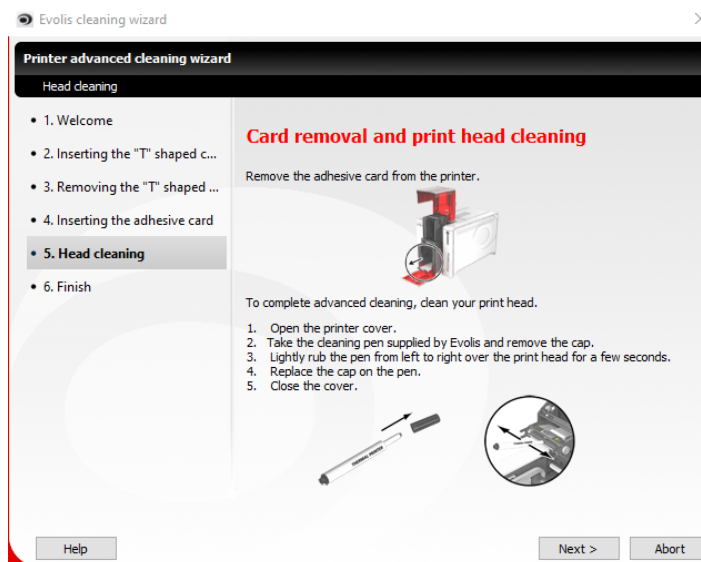 Evolis cleaning wizard
Printer advanced cleaning wizard
Head cleaning
• 1. Welcome
• 2. Inserting the "T" shaped c...
• 3. Removing the "T" shaped ...
• 4. Inserting the adhesive card
• 5. Head cleaning
• 6. Finish
Card removal and print head cleaning
Remove the adhesive card from the printer.
To complete advanced cleaning, clean your print head.
1. Open the printer cover.
2. Take the cleaning pen supplied by Evolis and remove the cap.
3. Lightly rub the pen from left to right over the print head for a few seconds.
4. Replace the cap on the pen.
5. Close the cover.
THERMAL PRINTER
Help
Next >
Abort